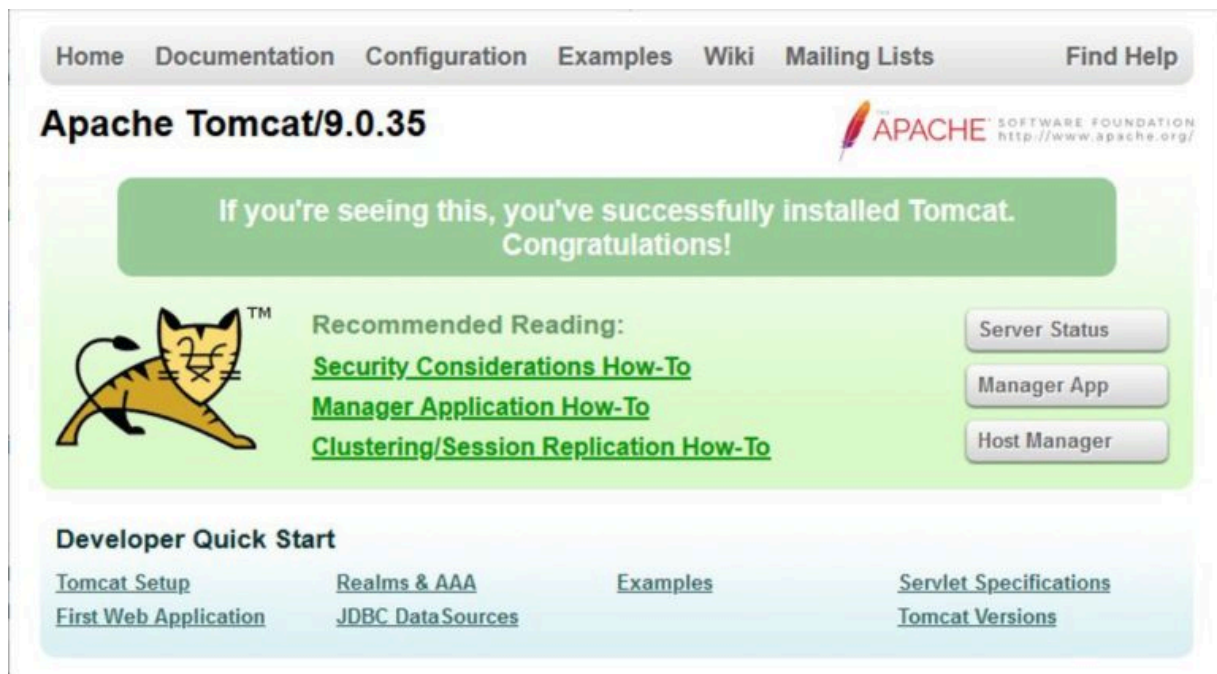 Home Documentation Configuration Examples Wiki Mailing Lists Find Help
Apache Tomcat/9.0.35
THE
APACHE® SOFTWARE FOUNDATION
http://www.apache.org/
If you're seeing this, you've successfully installed Tomcat.
Congratulations!
TM
Recommended Reading:
Security Considerations How-To
Manager Application How-To
Clustering/Session Replication How-To
Server Status
Manager App
Host Manager
Developer Quick Start
Tomcat Setup Realms & AAA Examples Servlet Specifications
First Web Application JDBC DataSources Tomcat Versions